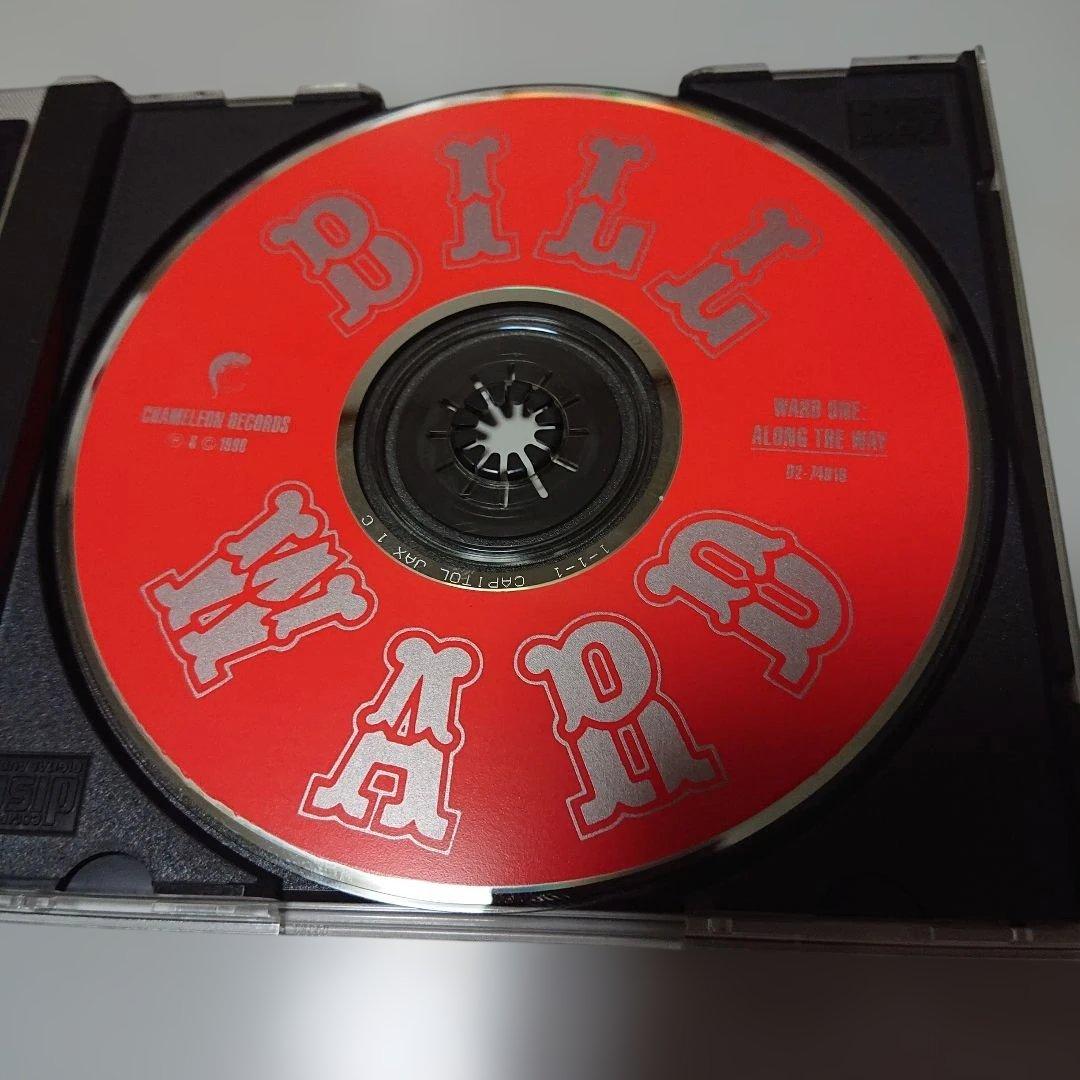 BILL
CHAMELEON RECORDS
℗ & © 1990
WARD ONE:
ALONG THE WAY
D2-74816
WARD
1-1-1 CAPITOL JAX 1 C